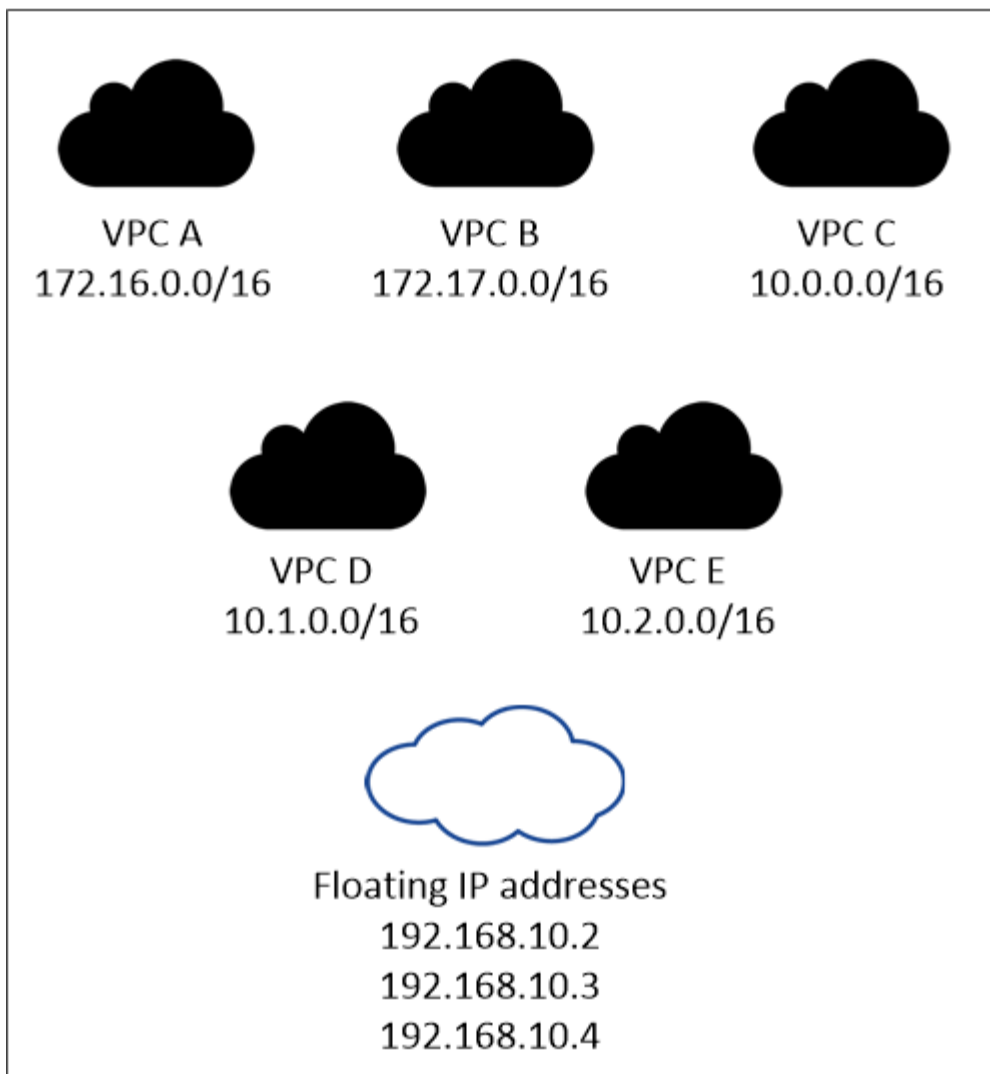 VPC A
172.16.0.0/16
VPC B
172.17.0.0/16
VPC C
10.0.0.0/16
VPC D
10.1.0.0/16
VPC E
10.2.0.0/16
Floating IP addresses
192.168.10.2
192.168.10.3
192.168.10.4